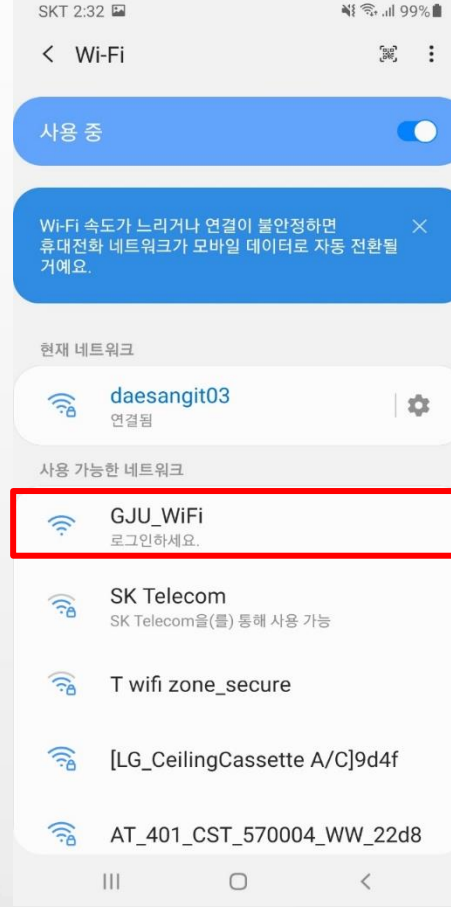 SKT 2:32 99%
Wi-Fi
사용 중
Wi-Fi 속도가 느리거나 연결이 불안정하면
휴대전화 네트워크가 모바일 데이터로 자동 전환될
거예요.
현재 네트워크
daesangit03
연결됨
사용 가능한 네트워크
GJU_WiFi
로그인하세요.
SK Telecom
SK Telecom을(를) 통해 사용 가능
T wifi zone_secure
[LG_CeilingCassette A/C]9d4f
AT_401_CST_570004_WW_22d8